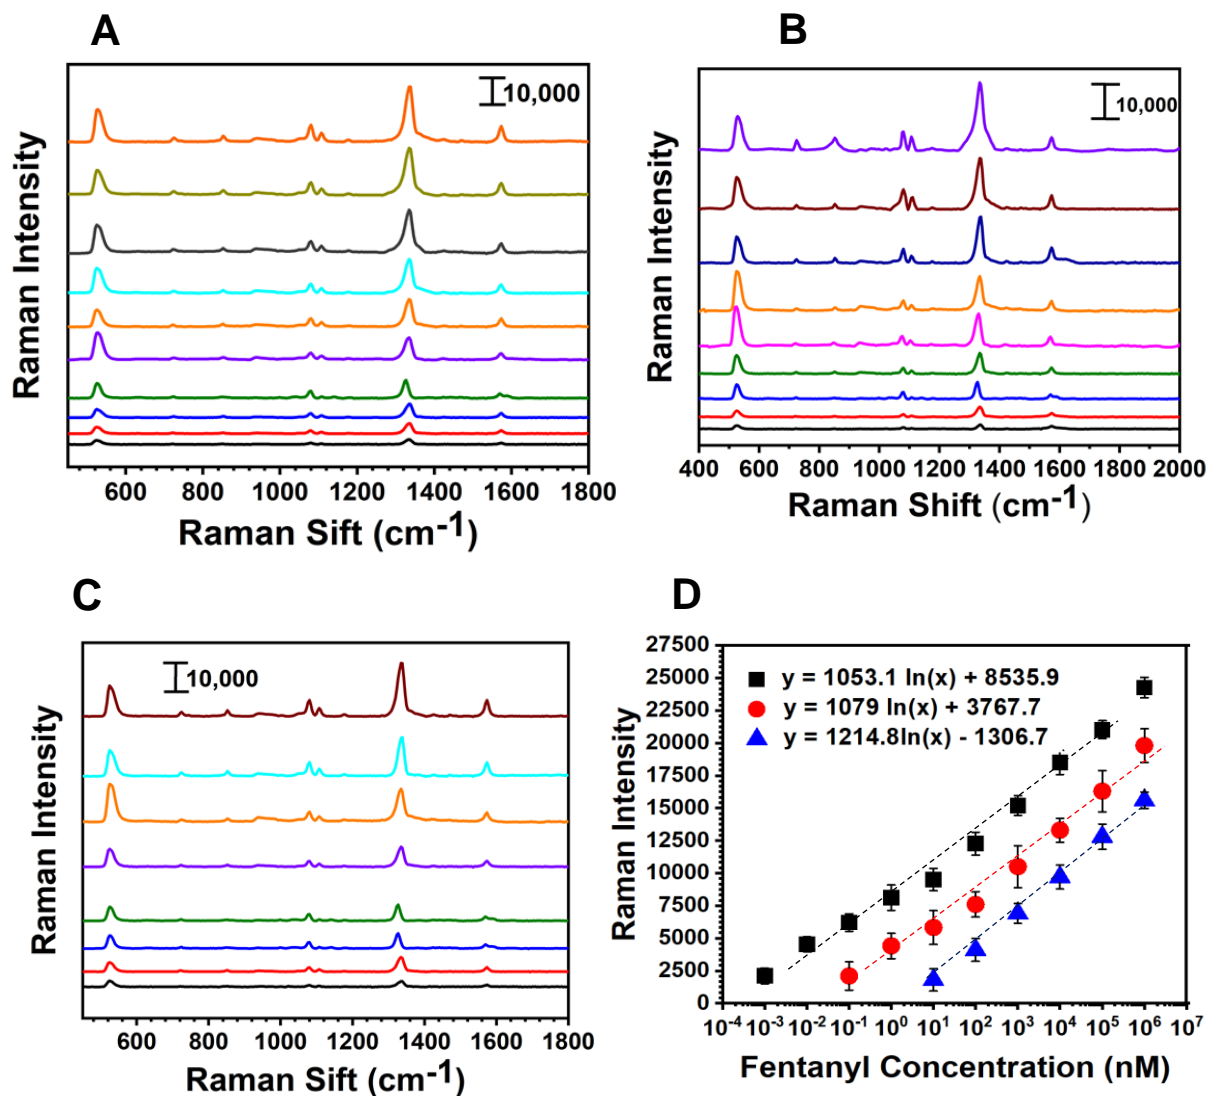 A
10,000
Raman Intensity
600 800 1000 1200 1400 1600 1800
Raman Sift (cm-1)
B
10,000
Raman Intensity
400 600 800 1000 1200 1400 1600 1800 2000
Raman Shift (cm-1)
C
10,000
Raman Intensity
600 800 1000 1200 1400 1600 1800
Raman Sift (cm-1)
D
27500
25000
22500
20000
17500
15000
12500
10000
7500
5000
2500
0
Raman Intensity
y = 1053.1 ln(x) + 8535.9
y = 1079 ln(x) + 3767.7
y = 1214.8ln(x) - 1306.7
10-4 10-3 10-2 10-1 100 101 102 103 104 105 106 107
Fentanyl Concentration (nM)